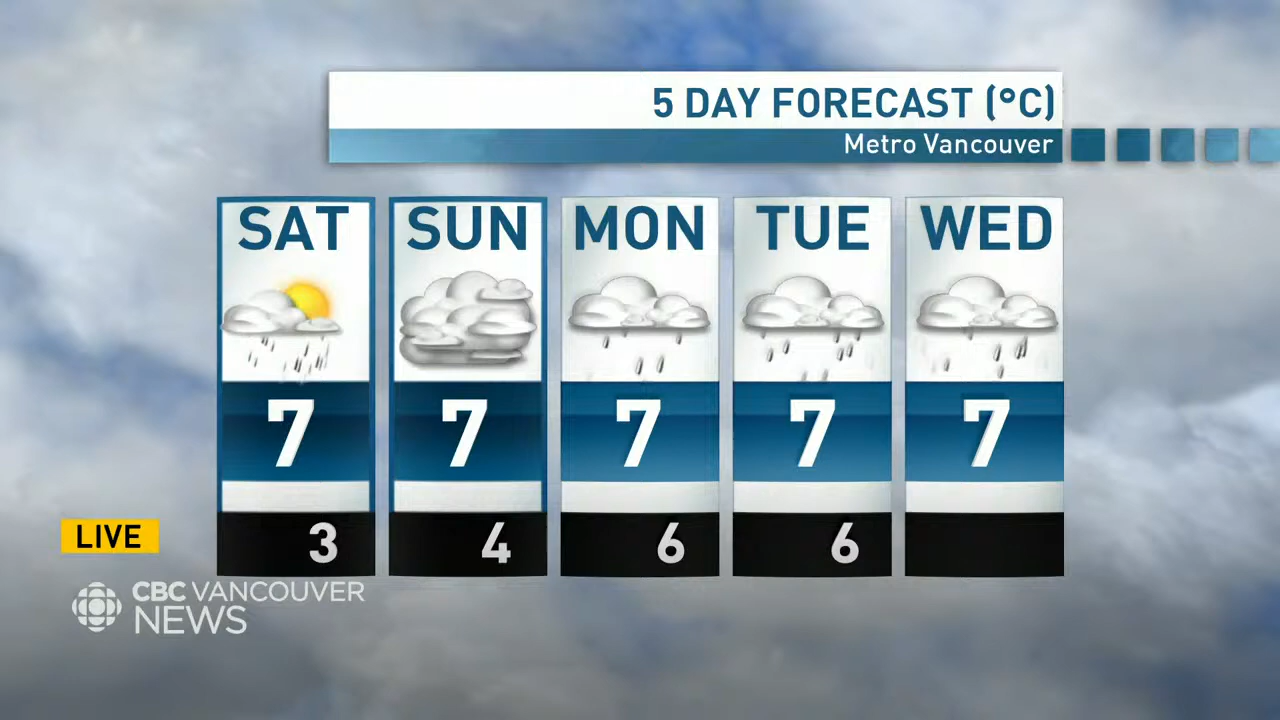 5 DAY FORECAST (°C)
Metro Vancouver
SAT SUN MON TUE WED
7 7 7 7 7
3 4 6 6
LIVE
CBC VANCOUVER
NEWS